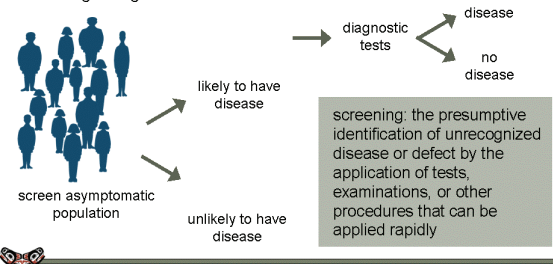 disease
diagnostic
tests
no
disease
likely to have
disease
screening: the presumptive
identification of unrecognized
disease or defect by the
application of tests,
examinations, or other
procedures that can be
applied rapidly
screen asymptomatic
population
unlikely to have
disease